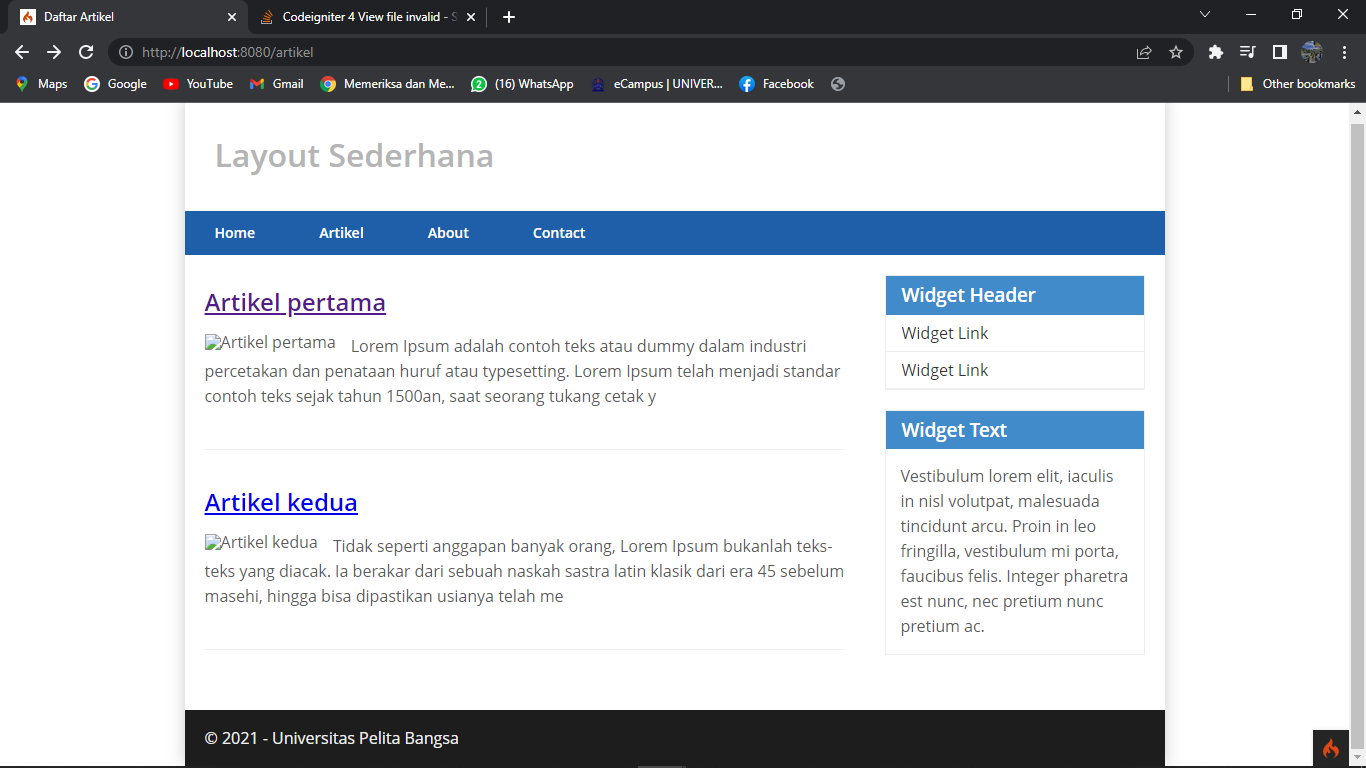 Daftar Artikel
Codeigniter 4 View file invalid - S
http://localhost:8080/artikel
Maps Google YouTube Gmail Memeriksa dan Me... (16) WhatsApp eCampus | UNIVER... Facebook Other bookmarks
Layout Sederhana
Home Artikel About Contact
Artikel pertama
Artikel pertama Lorem Ipsum adalah contoh teks atau dummy dalam industri
percetakan dan penataan huruf atau typesetting. Lorem Ipsum telah menjadi standar
contoh teks sejak tahun 1500an, saat seorang tukang cetak y
Artikel kedua
Artikel kedua Tidak seperti anggapan banyak orang, Lorem Ipsum bukanlah teks-
teks yang diacak. Ia berakar dari sebuah naskah sastra latin klasik dari era 45 sebelum
masehi, hingga bisa dipastikan usianya telah me
Widget Header
Widget Link
Widget Link
Widget Text
Vestibulum lorem elit, iaculis
in nisl volutpat, malesuada
tincidunt arcu. Proin in leo
fringilla, vestibulum mi porta,
faucibus felis. Integer pharetra
est nunc, nec pretium nunc
pretium ac.
© 2021 - Universitas Pelita Bangsa